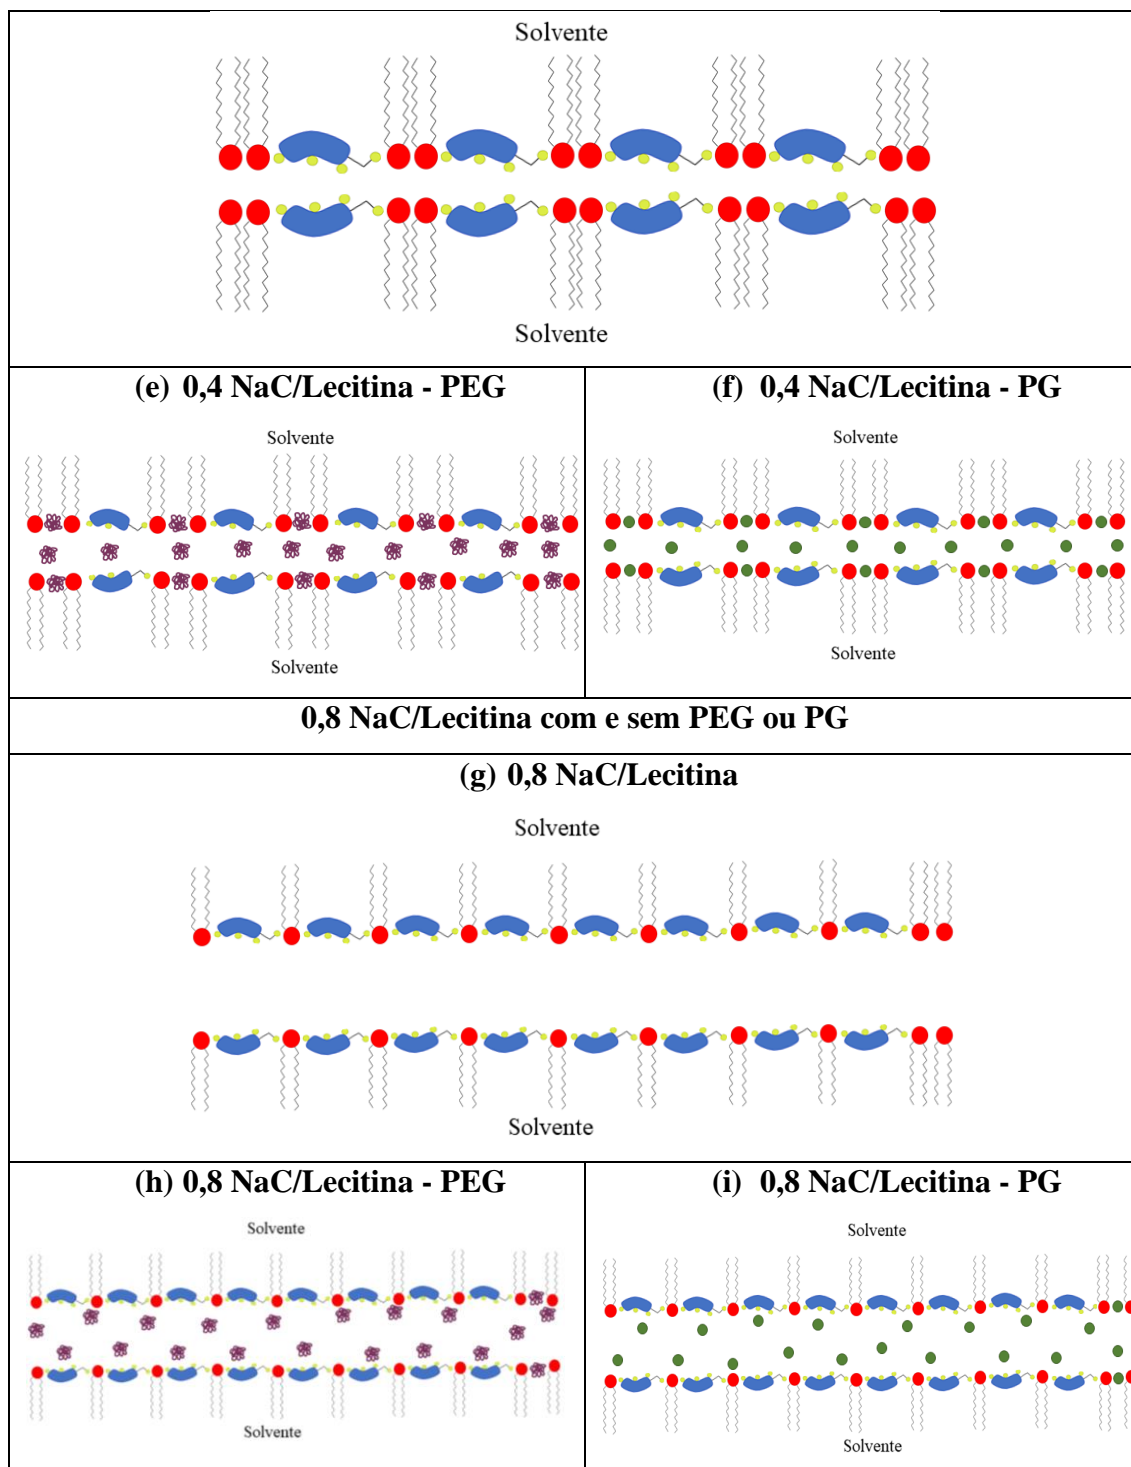 Solvente
Solvente
(e) 0,4 NaC/Lecitina - PEG
Solvente
Solvente
(f) 0,4 NaC/Lecitina - PG
Solvente
Solvente
0,8 NaC/Lecitina com e sem PEG ou PG
(g) 0,8 NaC/Lecitina
Solvente
Solvente
(h) 0,8 NaC/Lecitina - PEG
Solvente
Solvente
(i) 0,8 NaC/Lecitina - PG
Solvente
Solvente